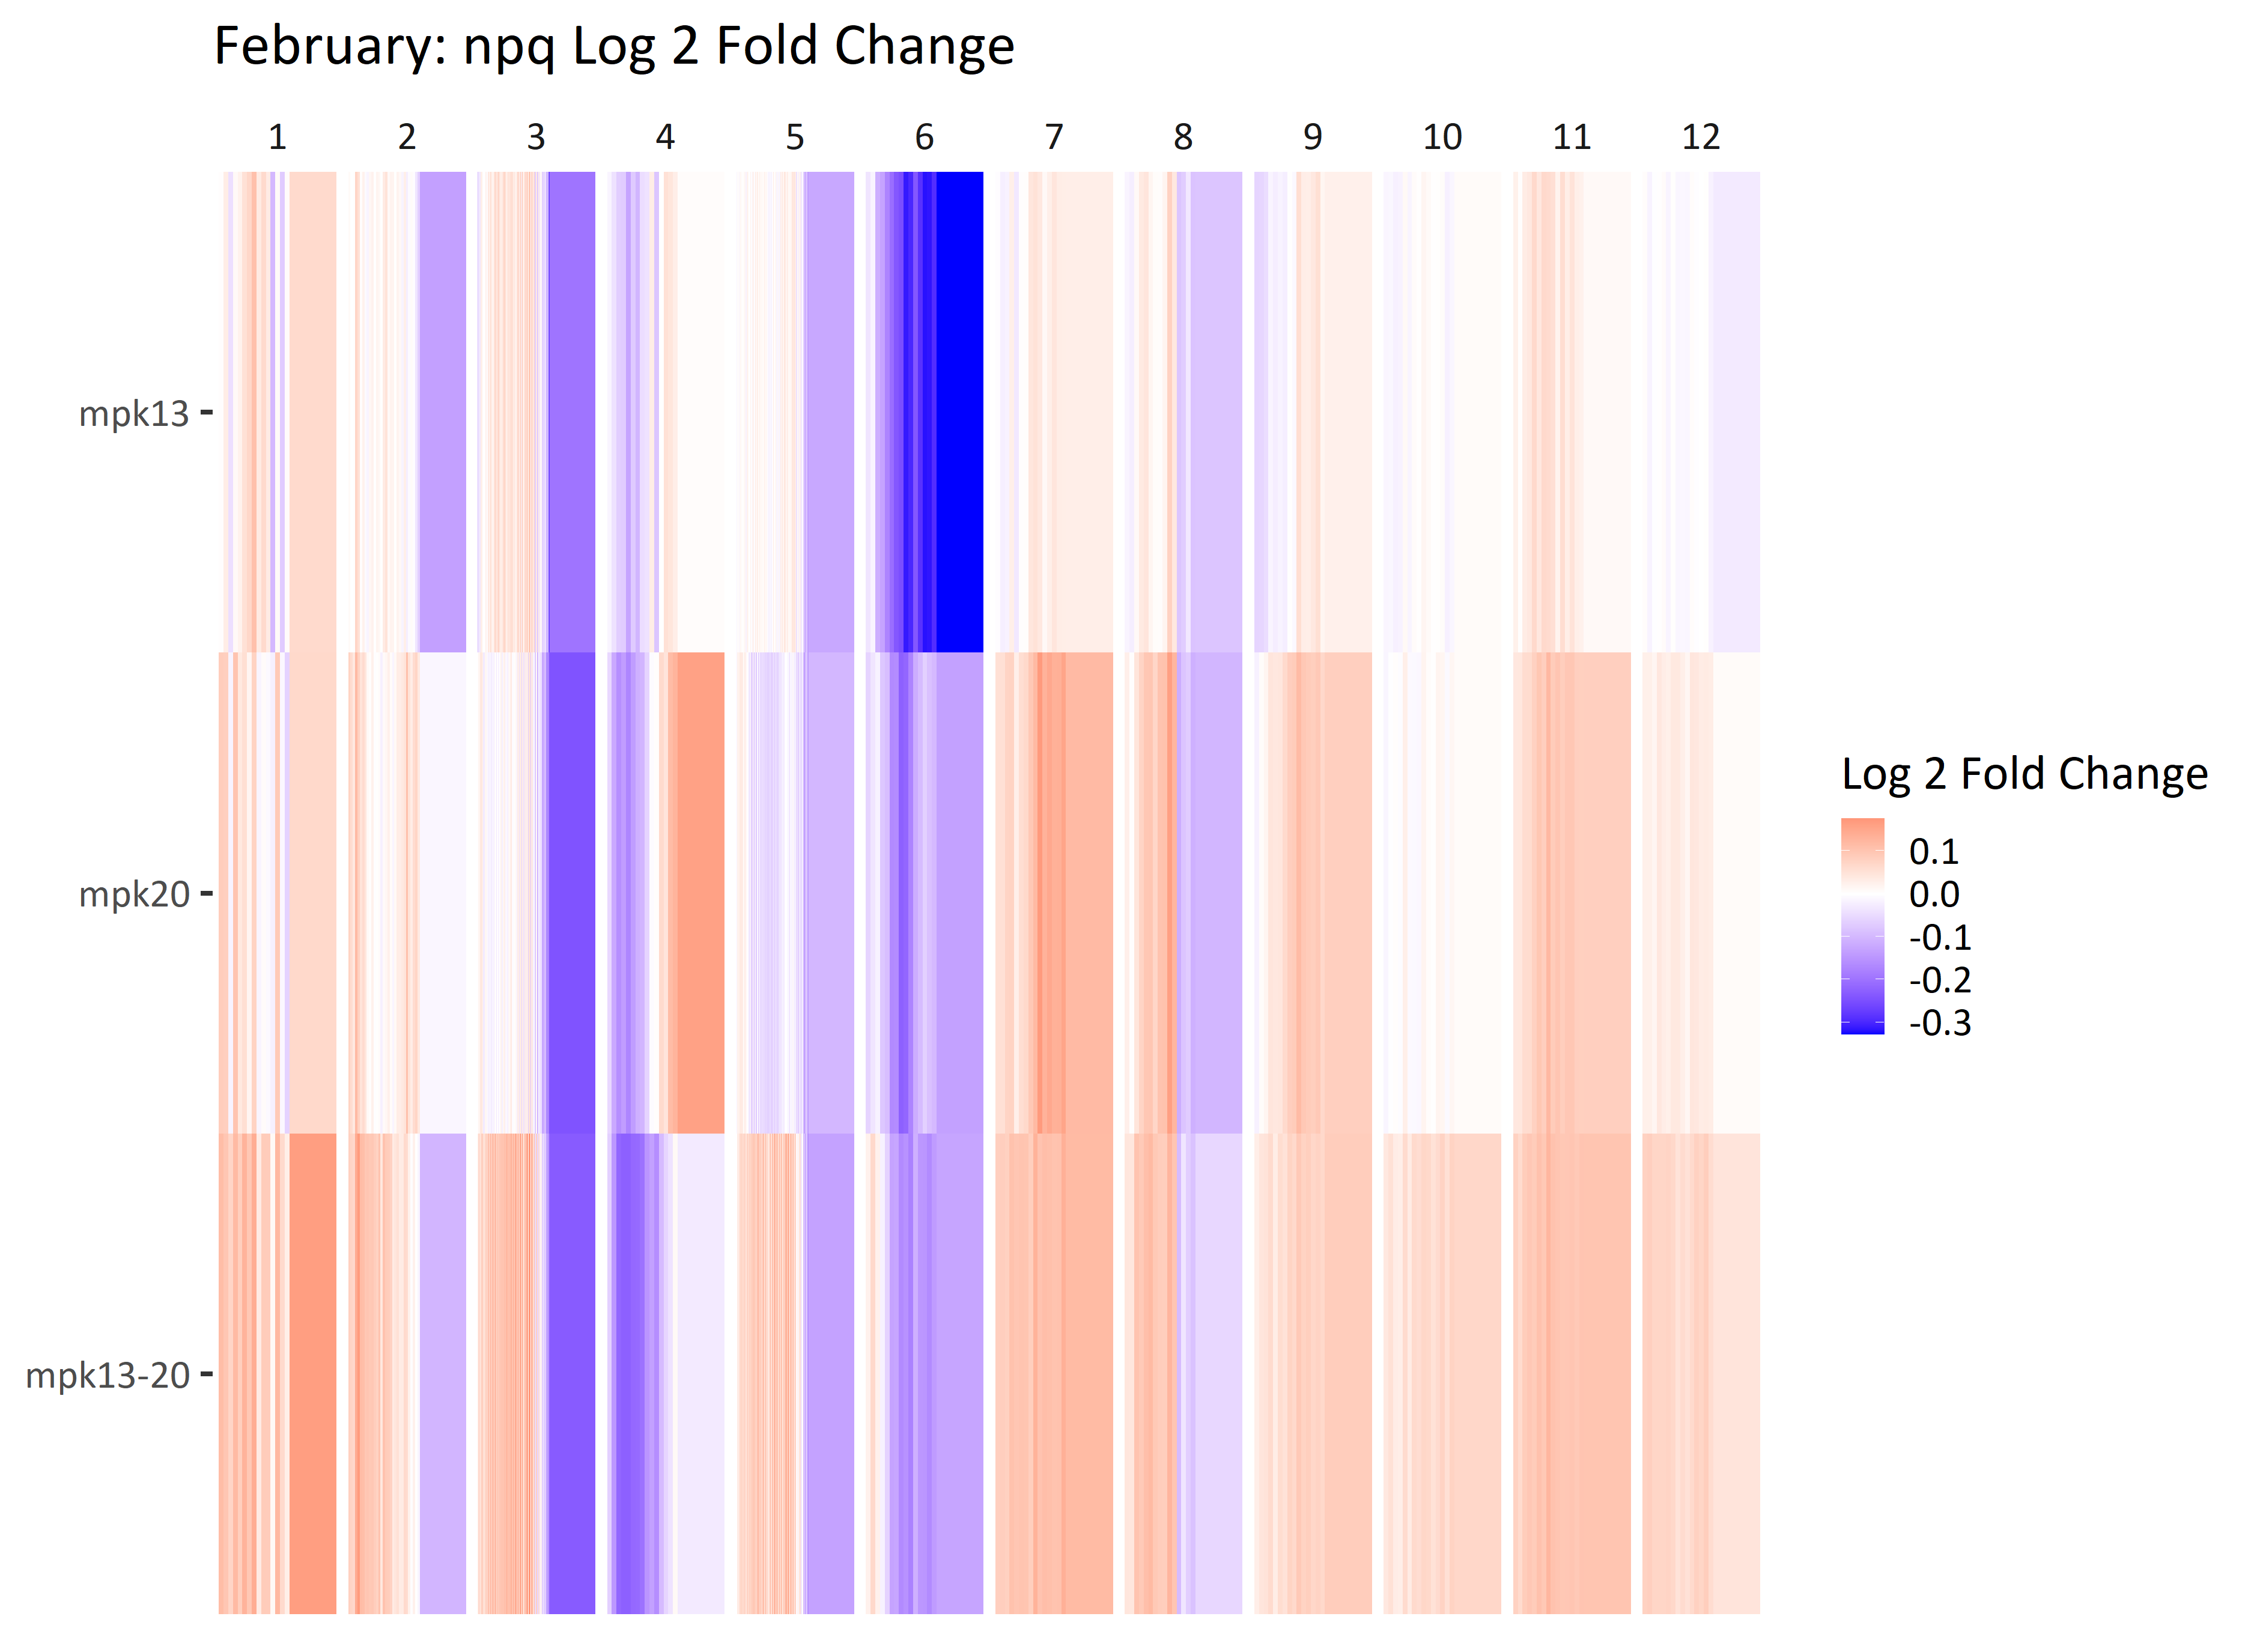 February: npq Log 2 Fold Change
1 2 3 4 5 6 7 8 9 10 11 12
mpk13
mpk20
mpk13-20
Log 2 Fold Change
0.1
0.0
-0.1
-0.2
-0.3